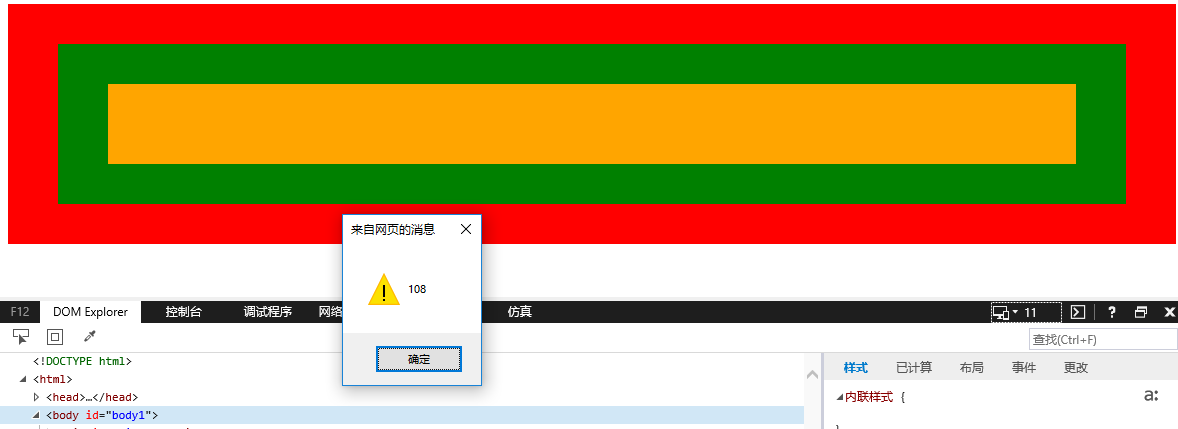 来自网页的消息
108
确定
F12 DOM Explorer 控制台 调试程序 网络 仿真 11 ?
查找(Ctrl+F)
<!DOCTYPE html>
<html>
<head>…</head>
<body id="body1">
样式 已计算 布局 事件 更改
内联样式 {
a:
}